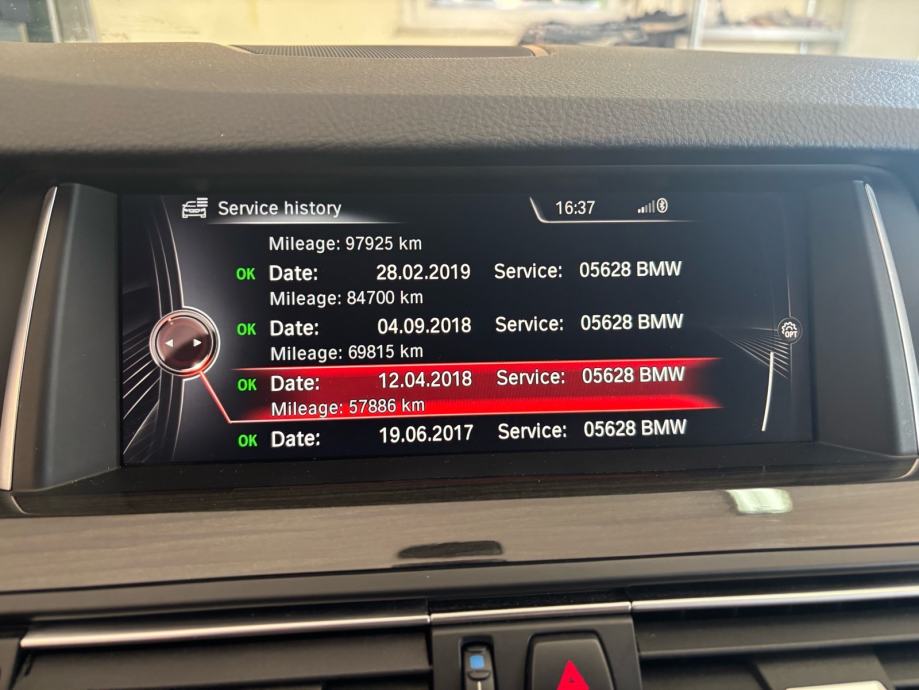 Service history 16:37
Mileage: 97925 km
OK Date: 28.02.2019 Service: 05628 BMW
Mileage: 84700 km
OK Date: 04.09.2018 Service: 05628 BMW
Mileage: 69815 km
OK Date: 12.04.2018 Service: 05628 BMW
Mileage: 57886 km
OK Date: 19.06.2017 Service: 05628 BMW
OPT